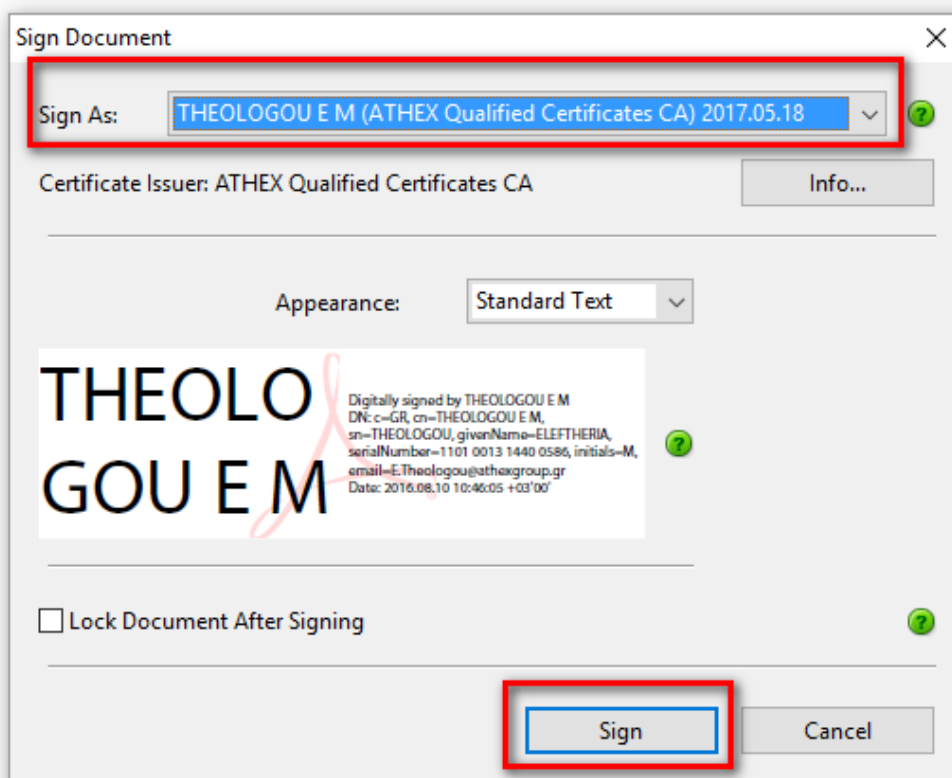 Sign Document
Sign As: THEOLOGOU E M (ATHEX Qualified Certificates CA) 2017.05.18
Certificate Issuer: ATHEX Qualified Certificates CA Info...
Appearance: Standard Text
THEOLO
GOU E M
Digitally signed by THEOLOGOU E M
DN: c=GR, cn=THEOLOGOU E M,
sn=THEOLOGOU, givenName=ELEFTHERIA,
serialNumber=1101 0013 1440 0586, initials=M,
email=E.Theologou@athexgroup.gr
Date: 2016.08.10 10:46:05 +03'00'
Lock Document After Signing
Sign Cancel